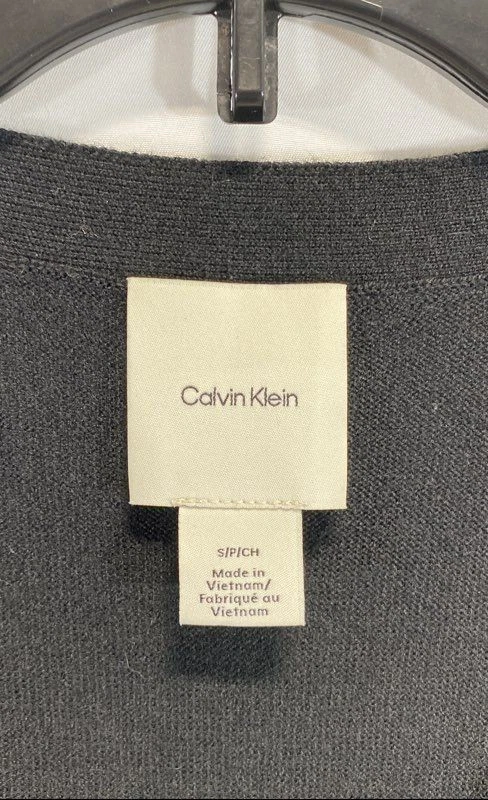 Calvin Klein
S/P/CH
Made in
Vietnam/
Fabriqué au
Vietnam